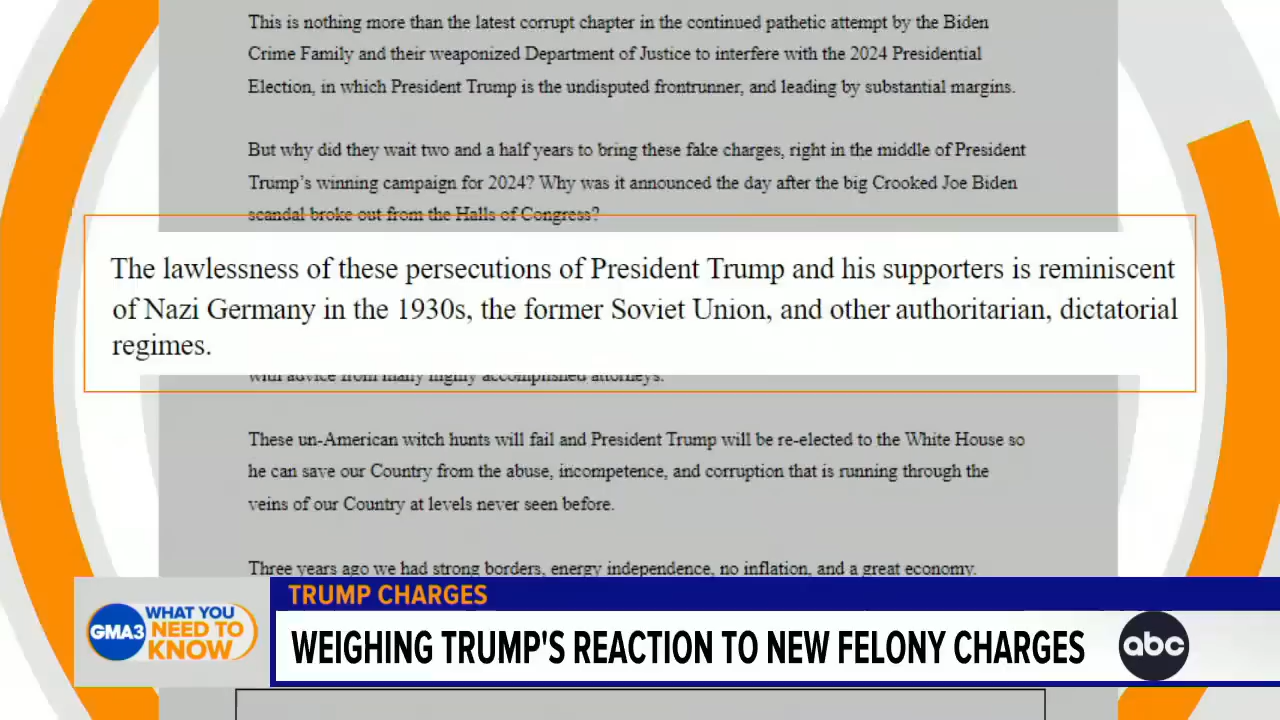 This is nothing more than the latest corrupt chapter in the continued pathetic attempt by the Biden
Crime Family and their weaponized Department of Justice to interfere with the 2024 Presidential
Election, in which President Trump is the undisputed frontrunner, and leading by substantial margins.
But why did they wait two and a half years to bring these fake charges, right in the middle of President
Trump's winning campaign for 2024? Why was it announced the day after the big Crooked Joe Biden
scandal broke out from the Halls of Congress?
The lawlessness of these persecutions of President Trump and his supporters is reminiscent
of Nazi Germany in the 1930s, the former Soviet Union, and other authoritarian, dictatorial
regimes.
with advice from many highly accomplished attorneys.
These un-American witch hunts will fail and President Trump will be re-elected to the White House so
he can save our Country from the abuse, incompetence, and corruption that is running through the
veins of our Country at levels never seen before.
Three years ago we had strong borders, energy independence, no inflation, and a great economy.
TRUMP CHARGES
GMA3 WHAT YOU NEED TO KNOW
WEIGHING TRUMP'S REACTION TO NEW FELONY CHARGES
abc